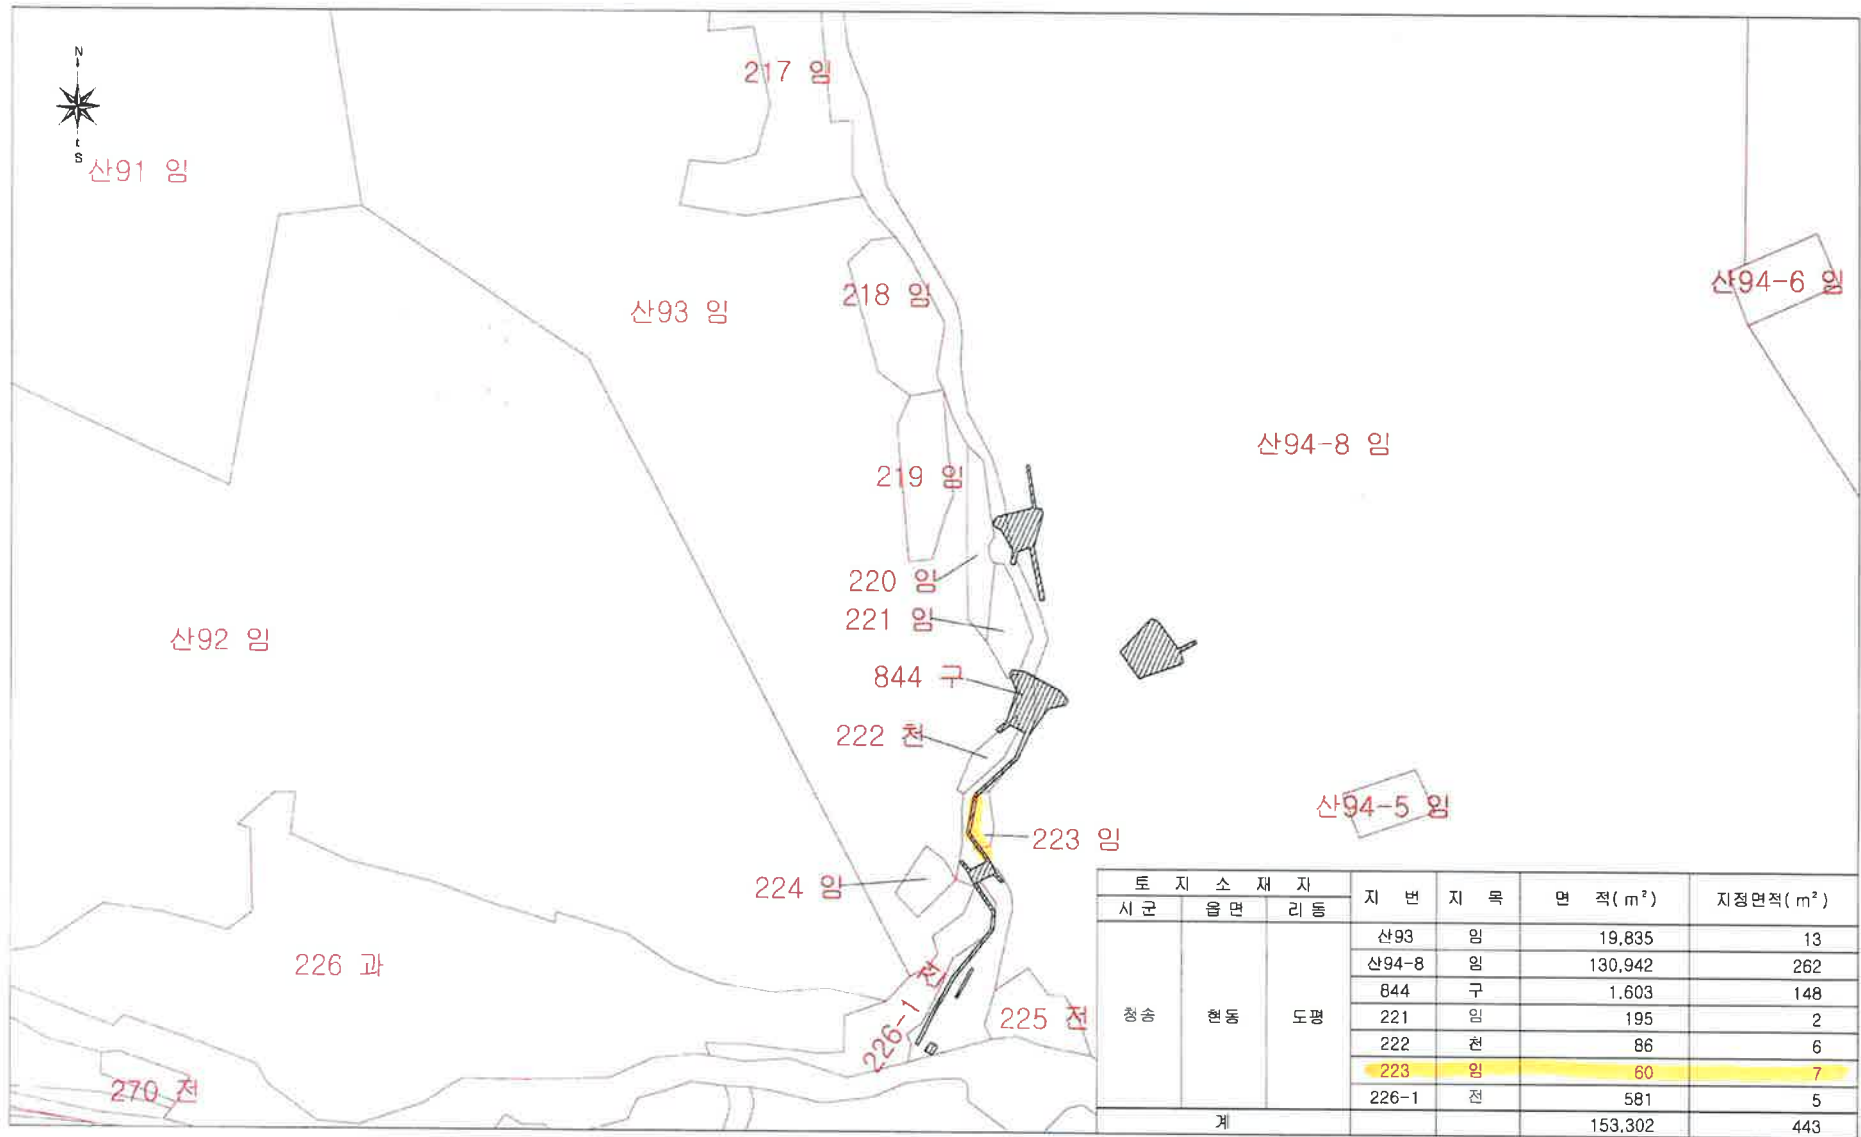 N
S
217 임
산91 임
산94-6 임
218 임
산93 임
산94-8 임
219 임
220 임
221 임
산92 임
844 구
222 천
산94-5 임
223 임
224 임
226 과
226-1 전
225 전
270 전
토 지 소 재 지 지 번 지 목 면 적(m²) 지정면적(m²)
시군 읍면 리동
청송 현동 도평
산93 임 19,835 13
산94-8 임 130,942 262
844 구 1,603 148
221 임 195 2
222 천 86 6
223 임 60 7
226-1 전 581 5
계 153,302 443